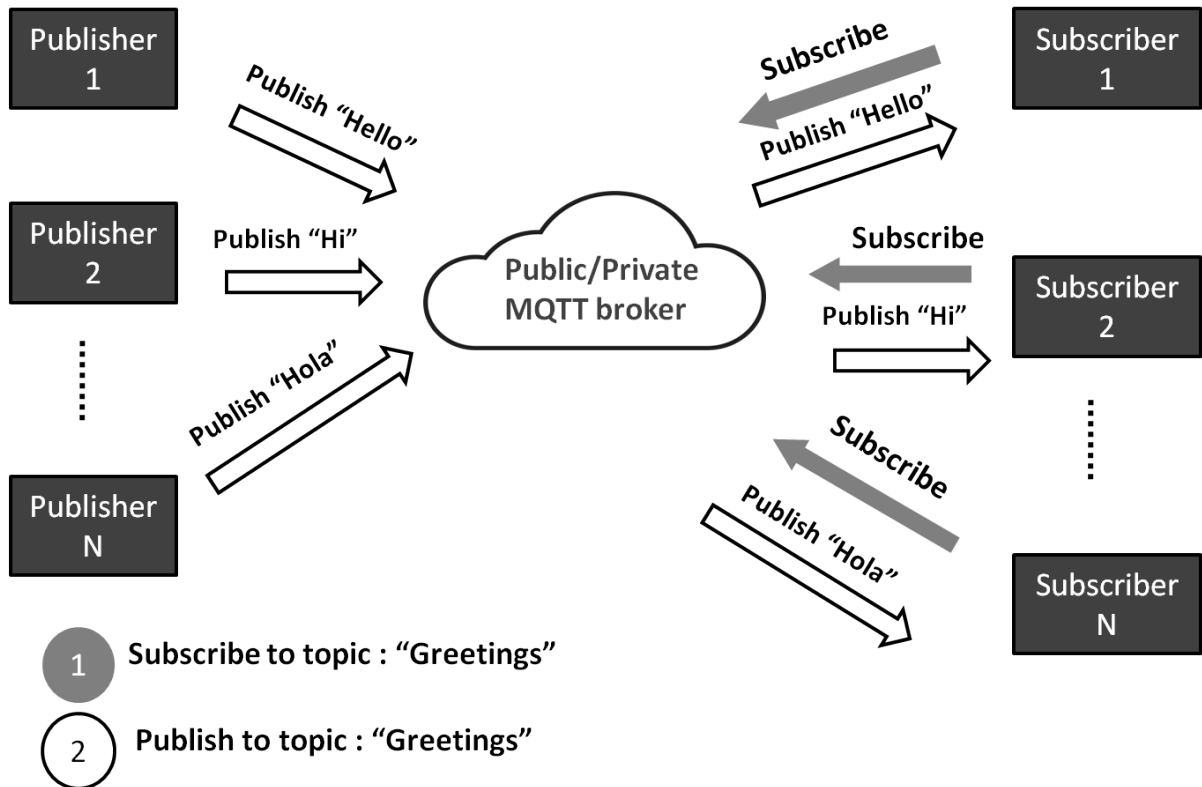 Publisher
1
Publish “Hello”
Publisher
2
Publish “Hi”
Publish “Hola”
Publisher
N
Public/Private
MQTT broker
Subscribe
Publish “Hello”
Subscriber
1
Subscribe
Publish “Hi”
Subscriber
2
Subscribe
Publish “Hola”
Subscriber
N
1 Subscribe to topic : “Greetings”
2 Publish to topic : “Greetings”